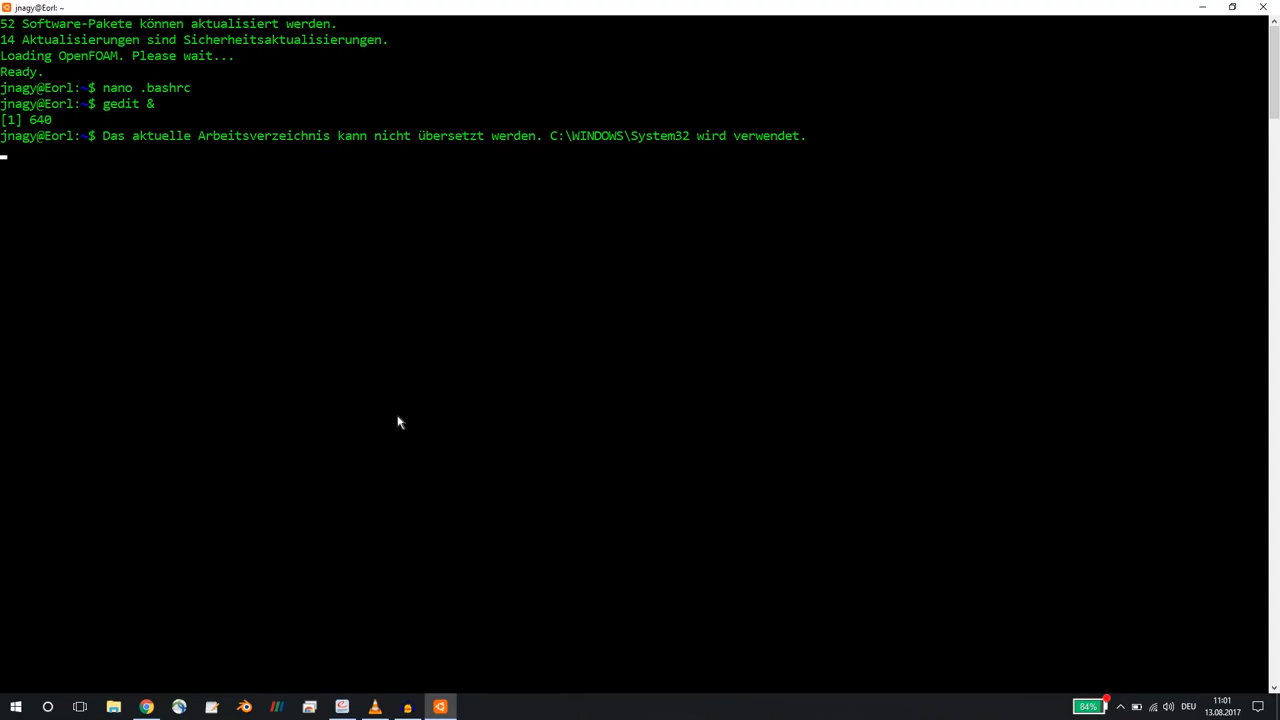 jnagy@Eorl: ~
52 Software-Pakete können aktualisiert werden.
14 Aktualisierungen sind Sicherheitsaktualisierungen.
Loading OpenFOAM. Please wait...
Ready.
jnagy@Eorl:~$ nano .bashrc
jnagy@Eorl:~$ gedit &
[1] 640
jnagy@Eorl:~$ Das aktuelle Arbeitsverzeichnis kann nicht übersetzt werden. C:\WINDOWS\System32 wird verwendet.
84%
DEU
11:01
13.08.2017